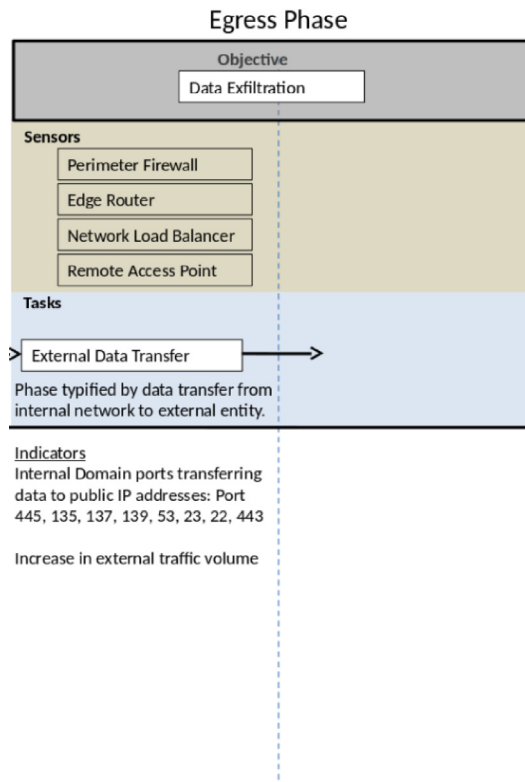 Egress Phase
Objective
Data Exfiltration
Sensors
Perimeter Firewall
Edge Router
Network Load Balancer
Remote Access Point
Tasks
External Data Transfer
Phase typified by data transfer from
internal network to external entity.
Indicators
Internal Domain ports transferring
data to public IP addresses: Port
445, 135, 137, 139, 53, 23, 22, 443
Increase in external traffic volume